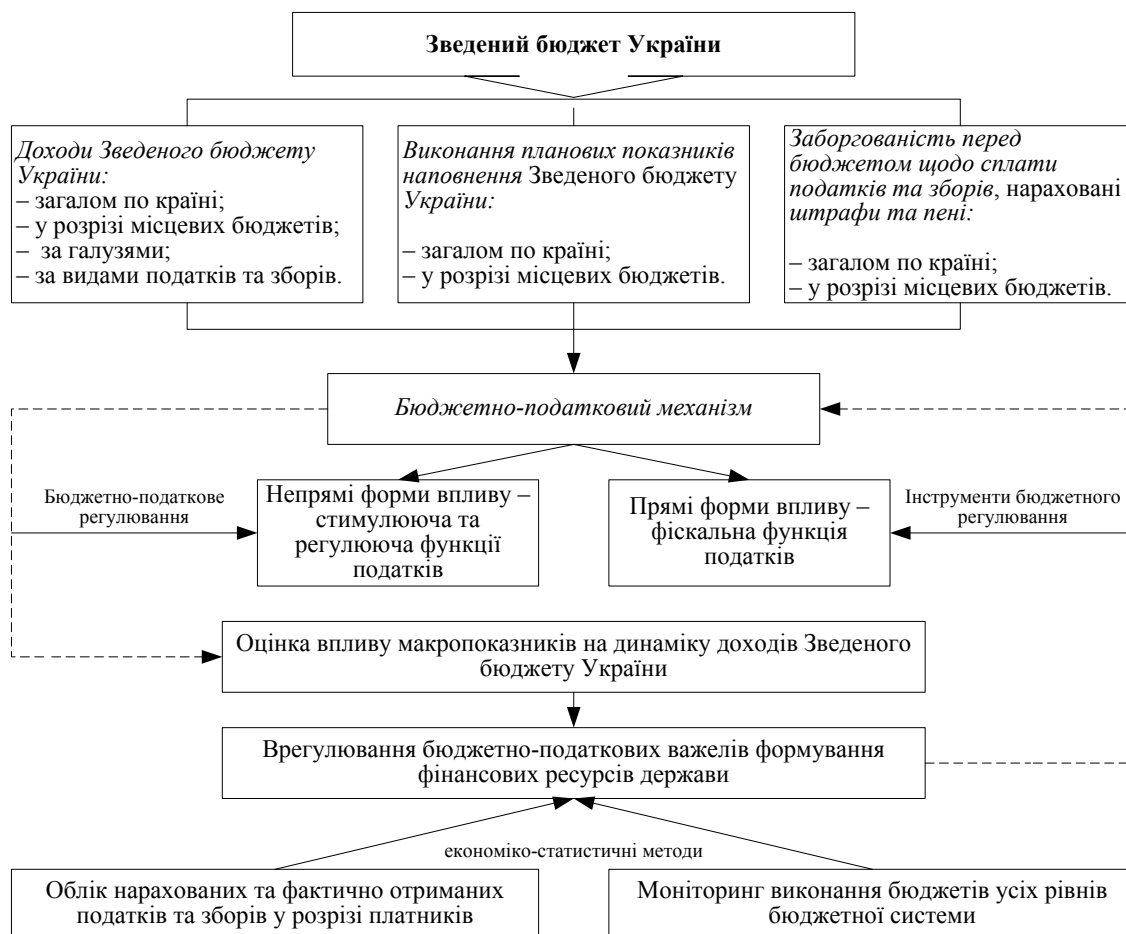 Зведений бюджет України
Доходи Зведеного бюджету
України:
– загалом по країні;
– у розрізі місцевих бюджетів;
– за галузями;
– за видами податків та зборів.
Виконання планових показників
наповнення Зведеного бюджету
України:
– загалом по країні;
– у розрізі місцевих бюджетів.
Заборгованість перед
бюджетом щодо сплати
податків та зборів, нараховані
штрафи та пені:
– загалом по країні;
– у розрізі місцевих бюджетів.
Бюджетно-податковий механізм
Бюджетно-податкове
регулювання
Непрямі форми впливу –
стимулююча та
регулююча функції
податків
Прямі форми впливу –
фіскальна функція
податків
Інструменти бюджетного
регулювання
Оцінка впливу макропоказників на динаміку доходів Зведеного
бюджету України
Врегулювання бюджетно-податкових важелів формування
фінансових ресурсів держави
економіко-статистичні методи
Облік нарахованих та фактично отриманих
податків та зборів у розрізі платників
Моніторинг виконання бюджетів усіх рівнів
бюджетної системи